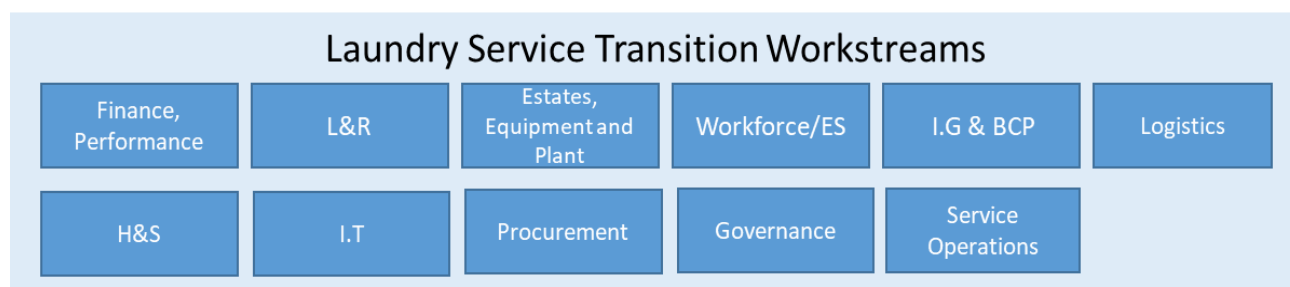 Laundry Service Transition Workstreams
Finance,
Performance
L&R
Estates,
Equipment and
Plant
Workforce/ES
I.G & BCP
Logistics
H&S
I.T
Procurement
Governance
Service
Operations